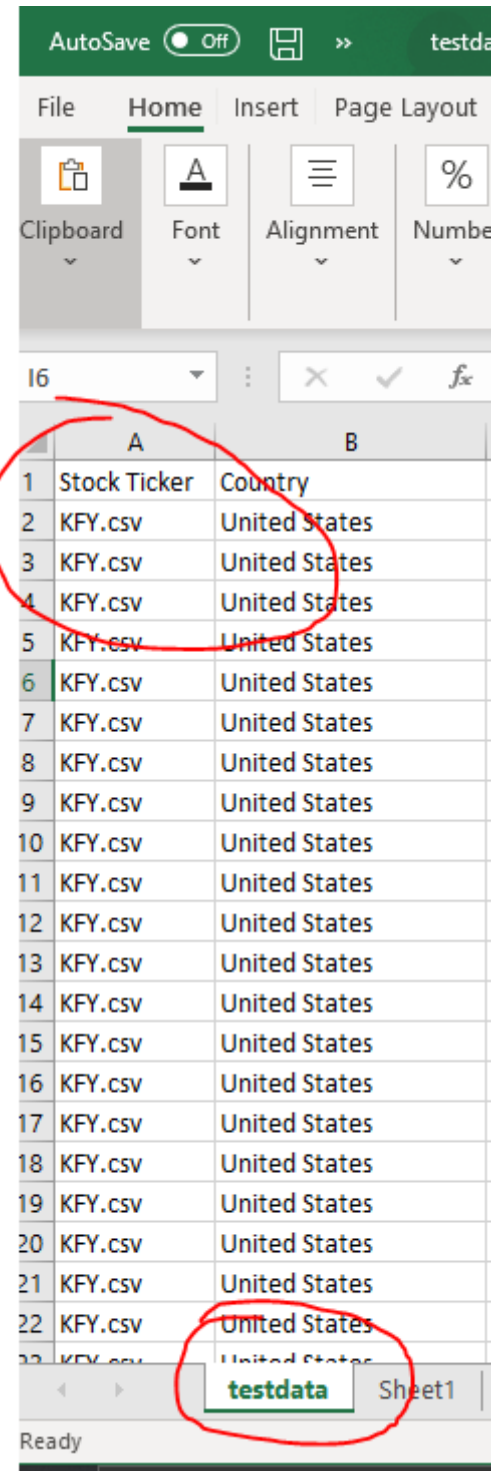 AutoSave Off » testda
File Home Insert Page Layout
Clipboard Font Alignment Numbe
I6 fx
A B
1 Stock Ticker Country
2 KFY.csv United States
3 KFY.csv United States
4 KFY.csv United States
5 KFY.csv United States
6 KFY.csv United States
7 KFY.csv United States
8 KFY.csv United States
9 KFY.csv United States
10 KFY.csv United States
11 KFY.csv United States
12 KFY.csv United States
13 KFY.csv United States
14 KFY.csv United States
15 KFY.csv United States
16 KFY.csv United States
17 KFY.csv United States
18 KFY.csv United States
19 KFY.csv United States
20 KFY.csv United States
21 KFY.csv United States
22 KFY.csv United States
23 KFY.csv United States
testdata Sheet1
Ready